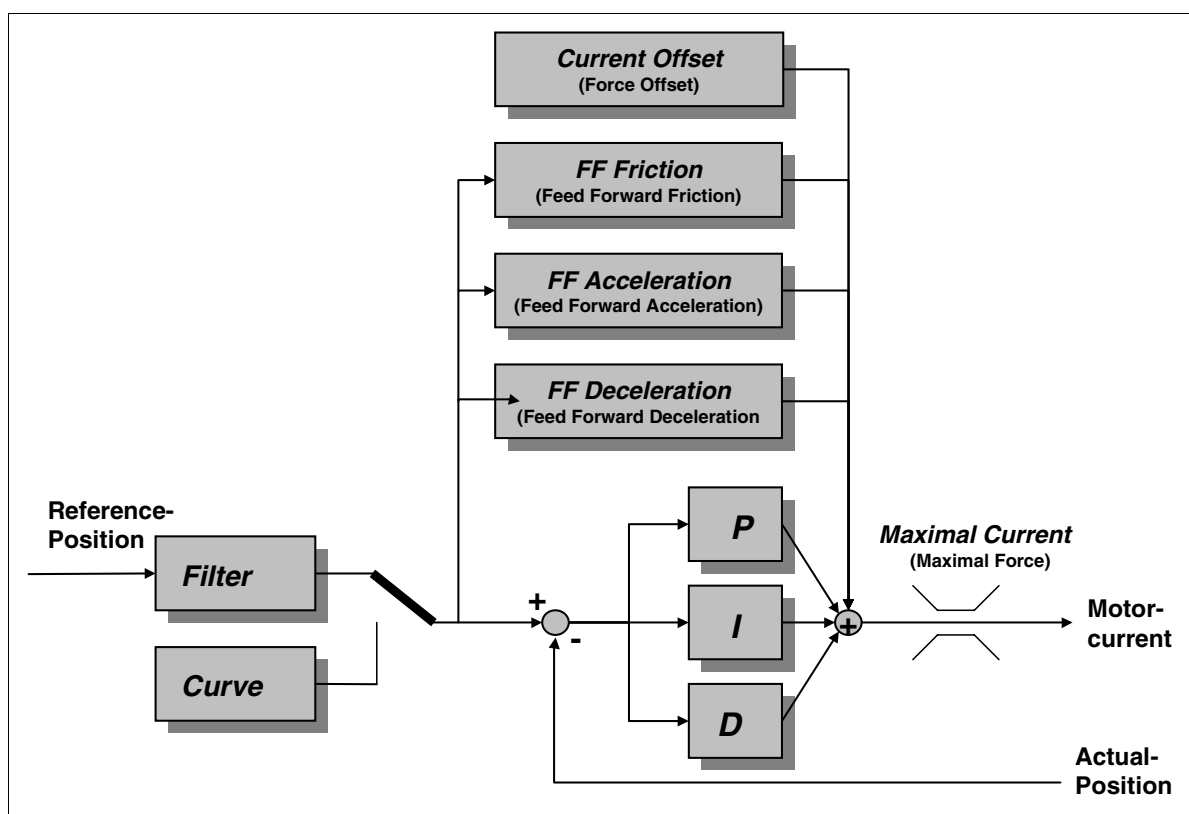 Current Offset
(Force Offset)
FF Friction
(Feed Forward Friction)
FF Acceleration
(Feed Forward Acceleration)
FF Deceleration
(Feed Forward Deceleration
Reference-
Position
Filter
Curve
+
-
P
I
D
+
Maximal Current
(Maximal Force)
Motor-
current
Actual-
Position